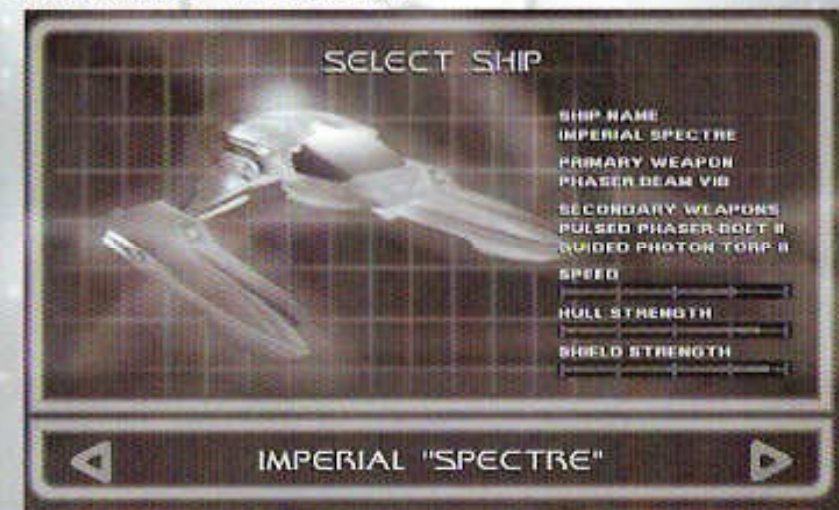 SELECT SHIP
SHIP NAME
IMPERIAL SPECTRE
PRIMARY WEAPON
PHASER BEAM VIB
SECONDARY WEAPONS
PULSED PHASER BOLT II
GUIDED PHOTON TORP II
SPEED
HULL STRENGTH
SHIELD STRENGTH
IMPERIAL "SPECTRE"